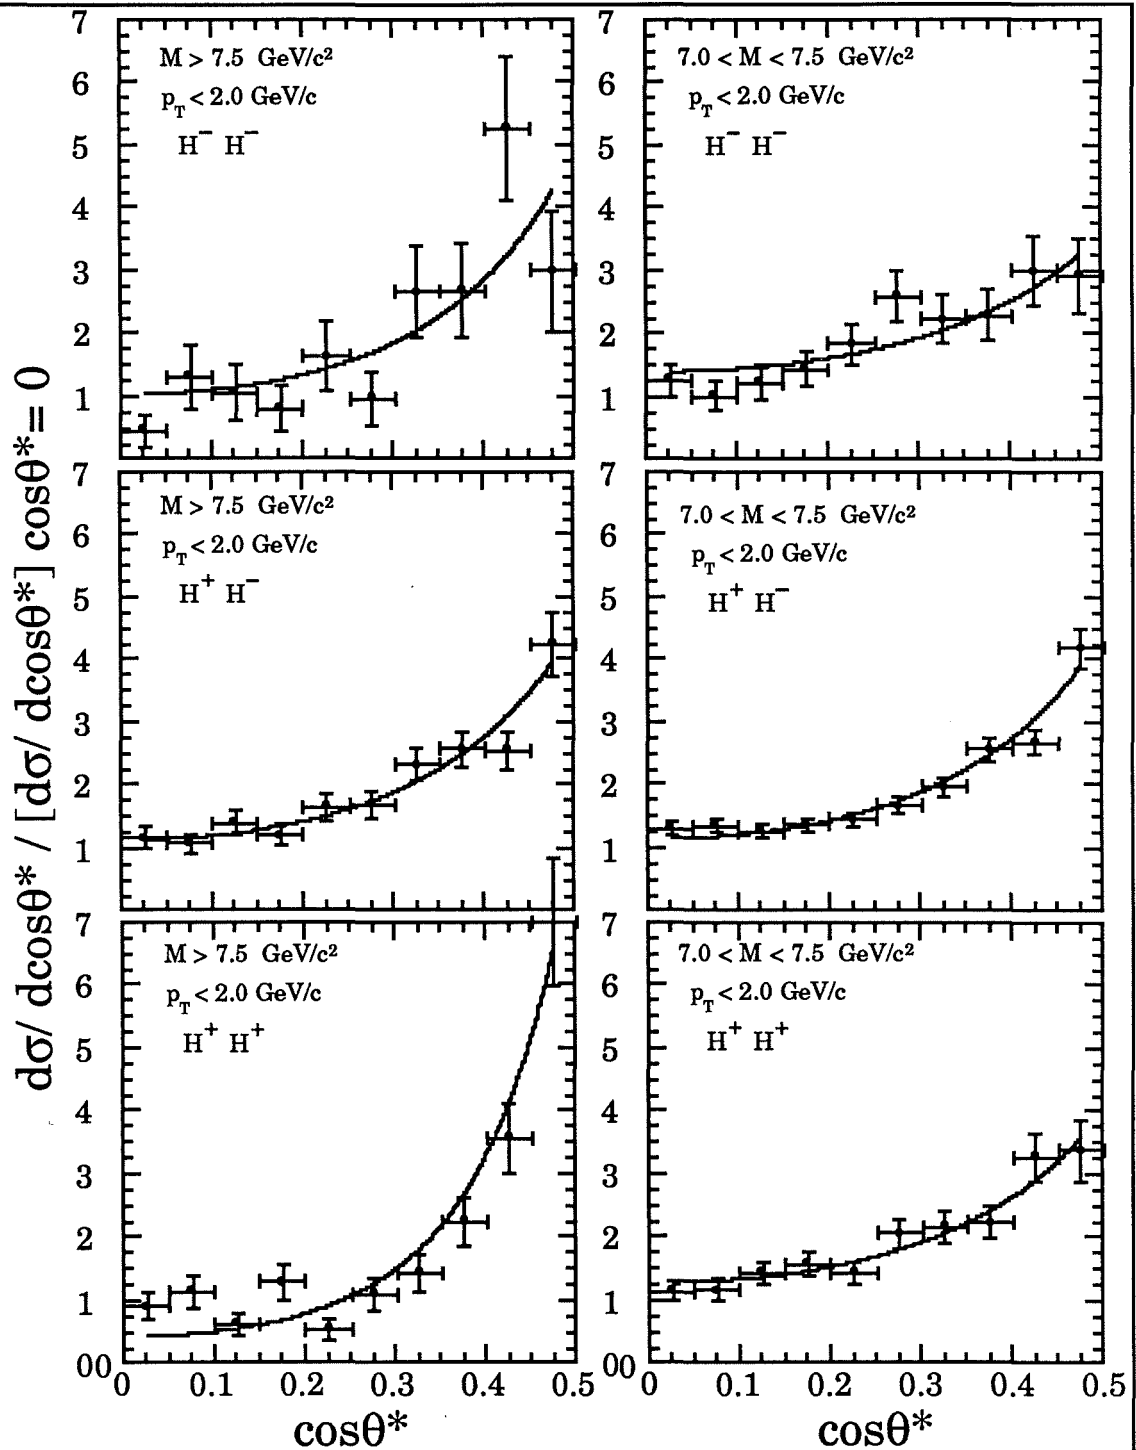 dσ/ dcosθ* / [dσ/ dcosθ*] cosθ*= 0
7
6
5
4
3
2
1
M > 7.5 GeV/c²
p_T < 2.0 GeV/c
H⁻ H⁻
7
6
5
4
3
2
1
7.0 < M < 7.5 GeV/c²
p_T < 2.0 GeV/c
H⁻ H⁻
7
6
5
4
3
2
1
M > 7.5 GeV/c²
p_T < 2.0 GeV/c
H⁺ H⁻
7
6
5
4
3
2
1
7.0 < M < 7.5 GeV/c²
p_T < 2.0 GeV/c
H⁺ H⁻
7
6
5
4
3
2
1
00
M > 7.5 GeV/c²
p_T < 2.0 GeV/c
H⁺ H⁺
0 0.1 0.2 0.3 0.4 0.5
cosθ*
7
6
5
4
3
2
1
00
7.0 < M < 7.5 GeV/c²
p_T < 2.0 GeV/c
H⁺ H⁺
0 0.1 0.2 0.3 0.4 0.5
cosθ*